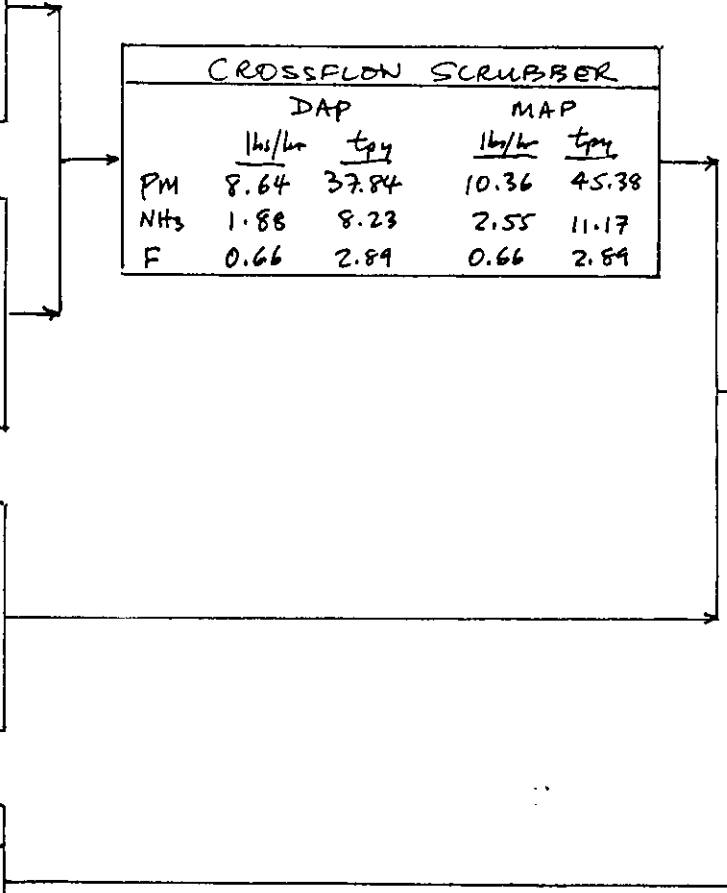 CROSSFLOW SCRUBBER
DAP MAP
lbs/hr tpy lbs/hr tpy
PM 8.64 37.84 10.36 45.38
NH3 1.88 8.23 2.55 11.17
F 0.66 2.89 0.66 2.89